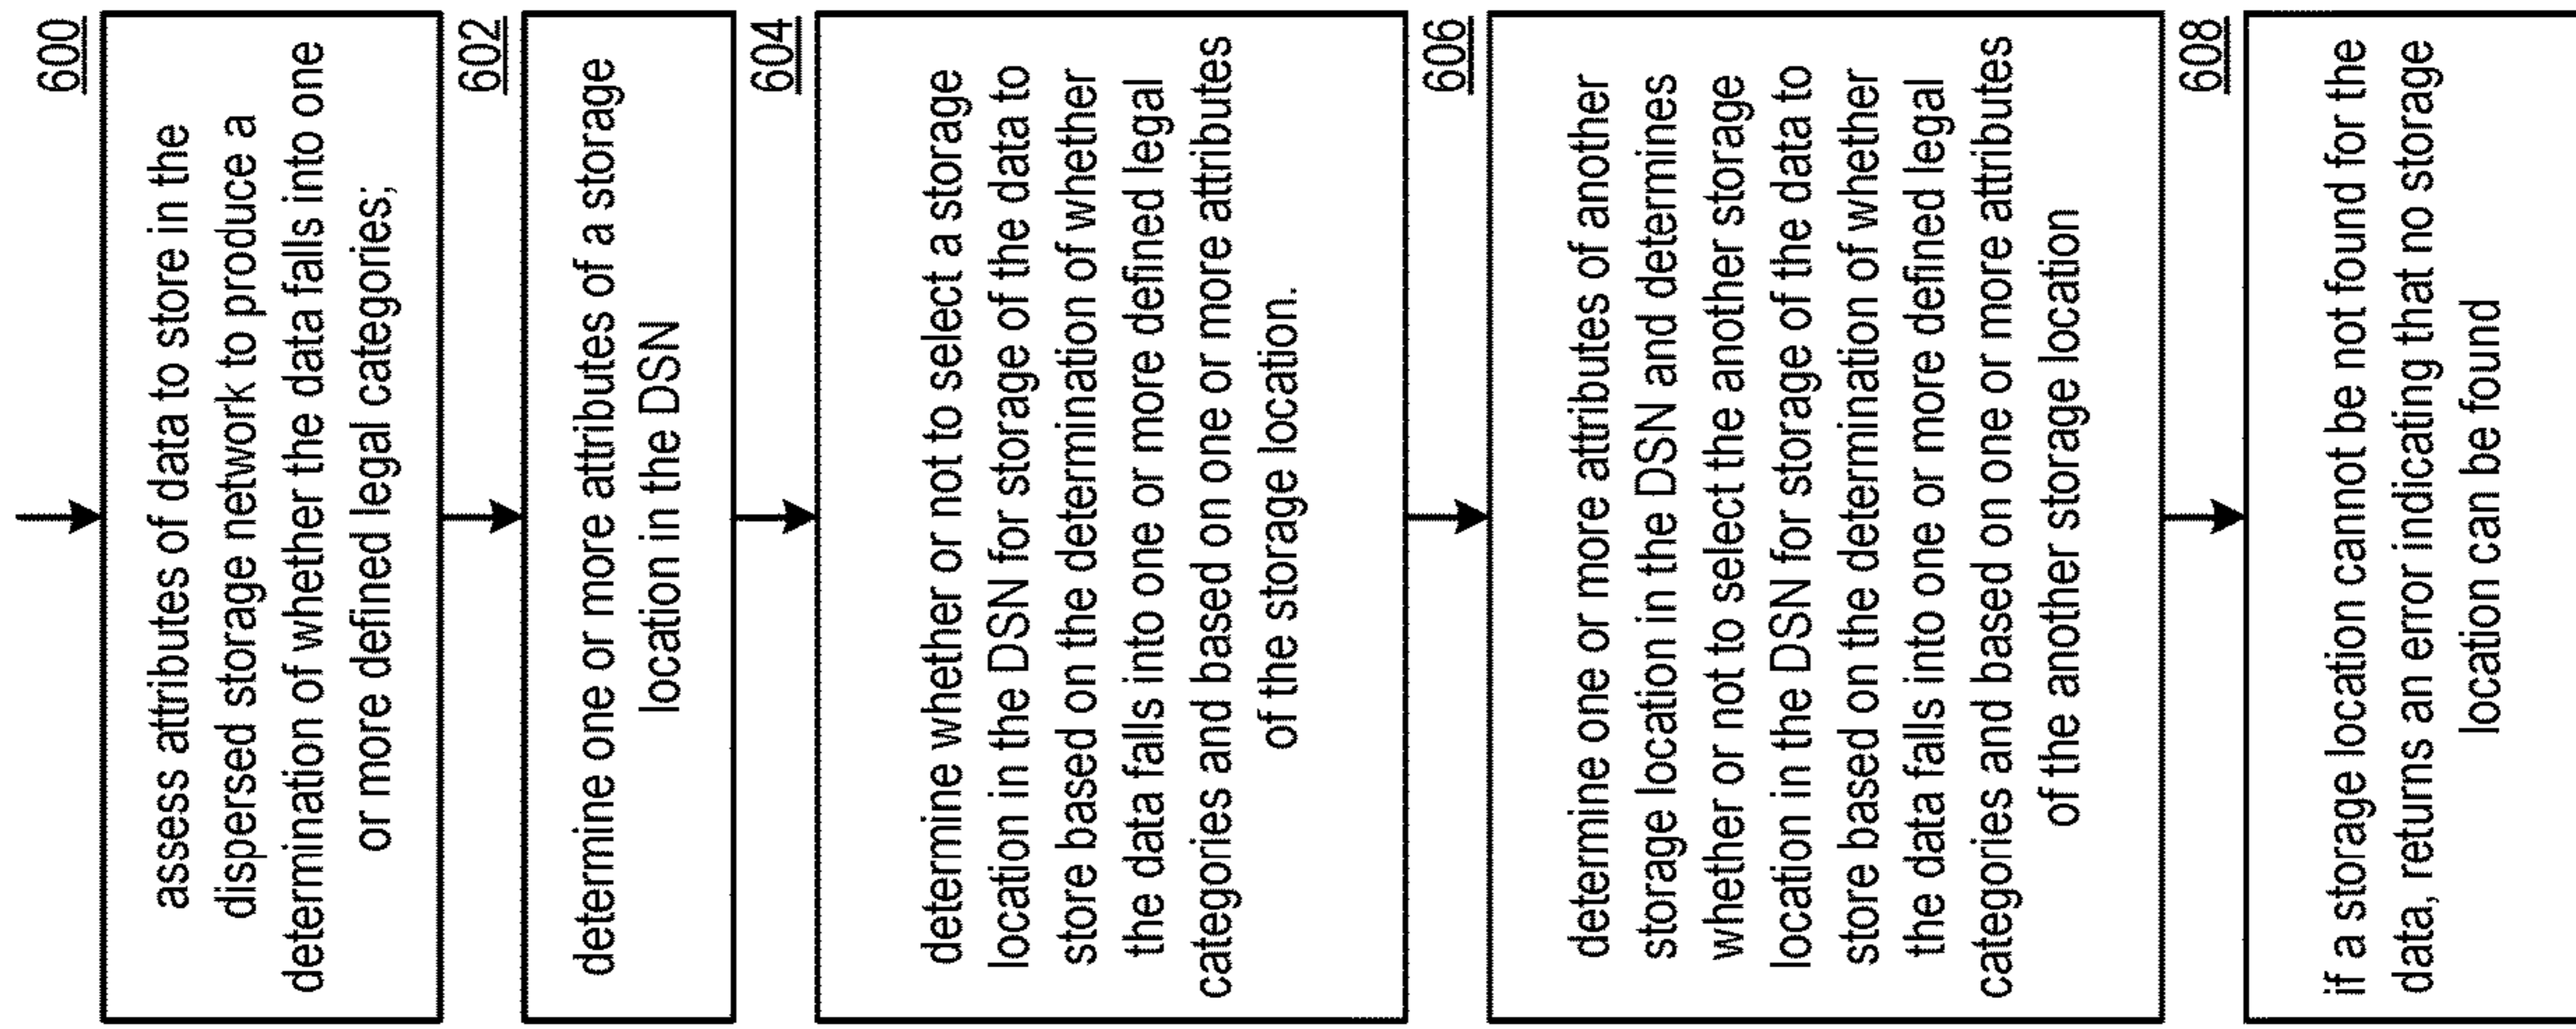 600
assess attributes of data to store in the
dispersed storage network to produce a
determination of whether the data falls into one
or more defined legal categories;
602
determine one or more attributes of a storage
location in the DSN
604
determine whether or not to select a storage
location in the DSN for storage of the data to
store based on the determination of whether
the data falls into one or more defined legal
categories and based on one or more attributes
of the storage location.
606
determine one or more attributes of another
storage location in the DSN and determines
whether or not to select the another storage
location in the DSN for storage of the data to
store based on the determination of whether
the data falls into one or more defined legal
categories and based on one or more attributes
of the another storage location
608
if a storage location cannot be not found for the
data, returns an error indicating that no storage
location can be found